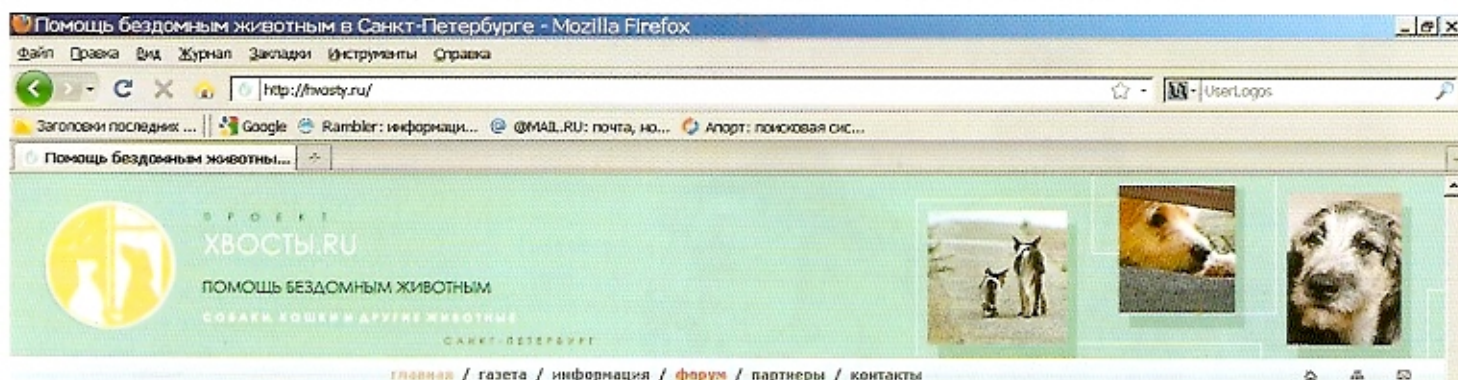 Помощь бездомным животным в Санкт-Петербурге - Mozilla Firefox
Файл Правка Вид Журнал Закладки Инструменты Справка
http://hvosty.ru/ UserLogos
Заголовки последних ... Google Rambler: информаци... @MAIL.RU: почта, но... Апорт: поисковая сис...
Помощь бездомным животны...
ПРОЕКТ
ХВОСТЫ.RU
ПОМОЩЬ БЕЗДОМНЫМ ЖИВОТНЫМ
СОБАКИ, КОШКИ И ДРУГИЕ ЖИВОТНЫЕ
САНКТ-ПЕТЕРБУРГ
главная / газета / информация / форум / партнеры / контакты